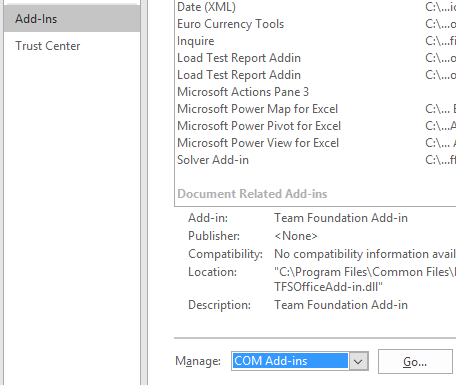 Add-Ins
Trust Center
Date (XML) C:\...
Euro Currency Tools C:\...o
Inquire C:\...fi
Load Test Report Addin C:\...o
Load Test Report Addin C:\...o
Microsoft Actions Pane 3
Microsoft Power Map for Excel C:\... E
Microsoft Power Pivot for Excel C:\...A
Microsoft Power View for Excel C:\... A
Solver Add-in C:\...ff
Document Related Add-ins
Add-in: Team Foundation Add-in
Publisher: <None>
Compatibility: No compatibility information avail
Location: "C:\Program Files\Common Files\
TFSOfficeAdd-in.dll"
Description: Team Foundation Add-in
Manage: COM Add-ins Go...